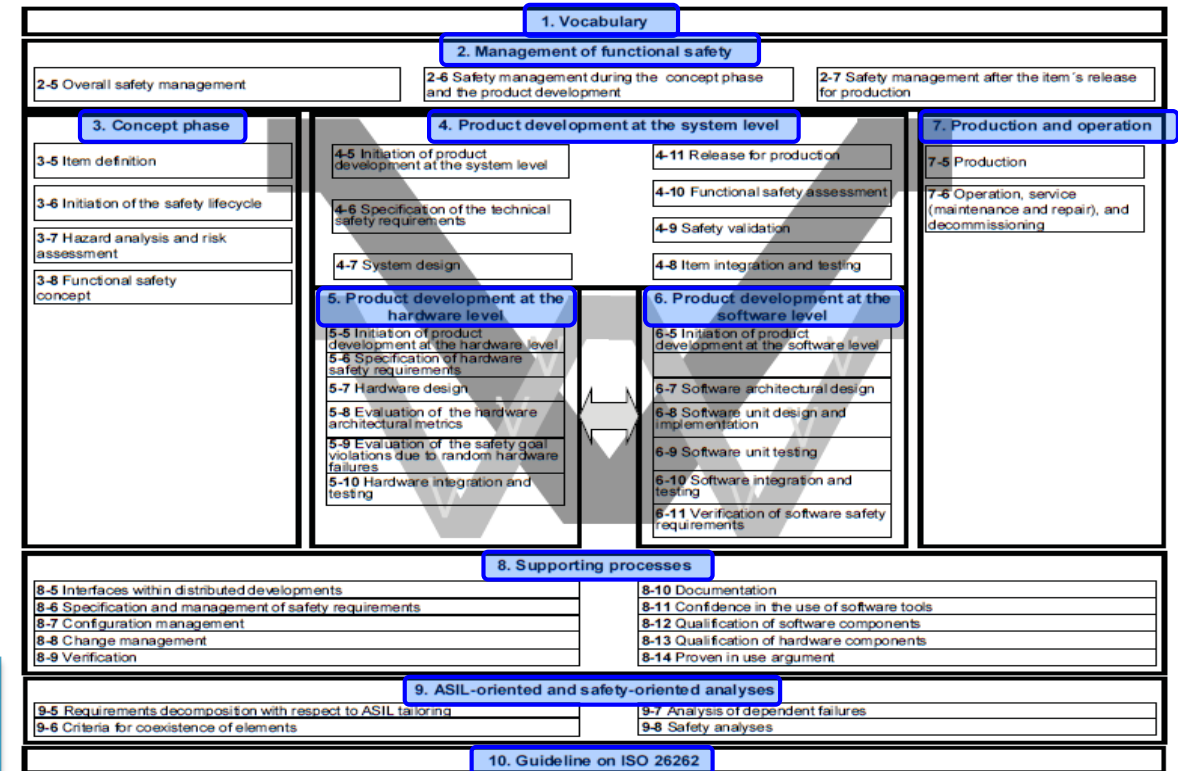 1. Vocabulary
2. Management of functional safety
2-5 Overall safety management
2-6 Safety management during the concept phase
and the product development
2-7 Safety management after the item´s release
for production
3. Concept phase
3-5 Item definition
3-6 Initiation of the safety lifecycle
3-7 Hazard analysis and risk
assessment
3-8 Functional safety
concept
4. Product development at the system level
4-5 Initiation of product
development at the system level
4-6 Specification of the technical
safety requirements
4-7 System design
4-11 Release for production
4-10 Functional safety assessment
4-9 Safety validation
4-8 Item integration and testing
7. Production and operation
7-5 Production
7-6 Operation, service
(maintenance and repair), and
decommissioning
5. Product development at the
hardware level
5-5 Initiation of product
development at the hardware level
5-6 Specification of hardware
safety requirements
5-7 Hardware design
5-8 Evaluation of the hardware
architectural metrics
5-9 Evaluation of the safety goal
violations due to random hardware
failures
5-10 Hardware integration and
testing
6. Product development at the
software level
6-5 Initiation of product
development at the software level
6-7 Software architectural design
6-8 Software unit design and
implementation
6-9 Software unit testing
6-10 Software integration and
testing
6-11 Verification of software safety
requirements
8. Supporting processes
8-5 Interfaces within distributed developments
8-6 Specification and management of safety requirements
8-7 Configuration management
8-8 Change management
8-9 Verification
8-10 Documentation
8-11 Confidence in the use of software tools
8-12 Qualification of software components
8-13 Qualification of hardware components
8-14 Proven in use argument
9. ASIL-oriented and safety-oriented analyses
9-5 Requirements decomposition with respect to ASIL tailoring
9-6 Criteria for coexistence of elements
9-7 Analysis of dependent failures
9-8 Safety analyses
10. Guideline on ISO 26262